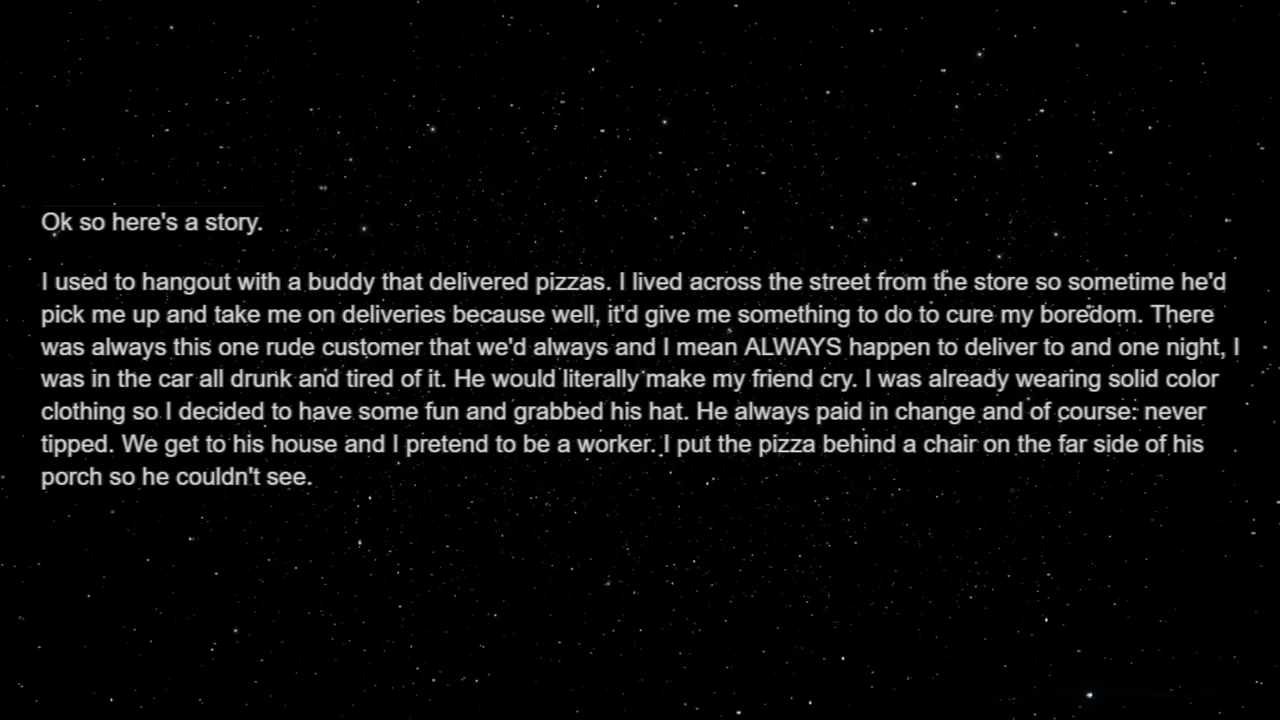 Ok so here's a story.
I used to hangout with a buddy that delivered pizzas. I lived across the street from the store so sometime he'd
pick me up and take me on deliveries because well, it'd give me something to do to cure my boredom. There
was always this one rude customer that we'd always and I mean ALWAYS happen to deliver to and one night, I
was in the car all drunk and tired of it. He would literally make my friend cry. I was already wearing solid color
clothing so I decided to have some fun and grabbed his hat. He always paid in change and of course: never
tipped. We get to his house and I pretend to be a worker. I put the pizza behind a chair on the far side of his
porch so he couldn't see.